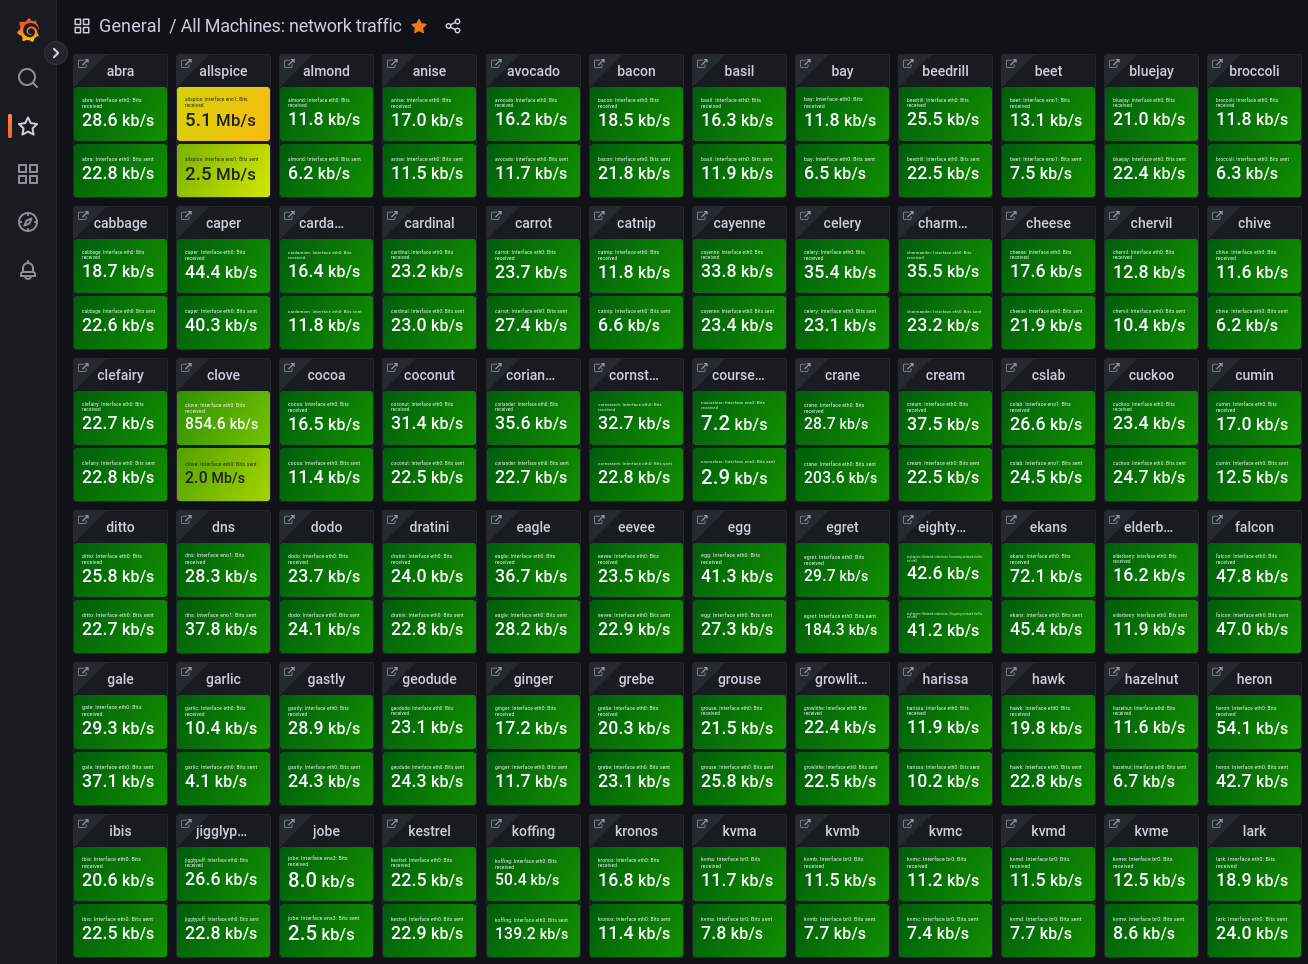 General / All Machines: network traffic
abra allspice almond anise avocado bacon basil bay beedrill beet bluejay broccoli
abra: Interface eth0: Bits received allspice: Interface eno1: Bits received almond: Interface eth0: Bits received anise: Interface eth0: Bits received avocado: Interface eth0: Bits received bacon: Interface eth0: Bits received basil: Interface eth0: Bits received bay: Interface eth0: Bits received beedrill: Interface eth0: Bits received beet: Interface eno1: Bits received bluejay: Interface eth0: Bits received broccoli: Interface eth0: Bits received
28.6 kb/s 5.1 Mb/s 11.8 kb/s 17.0 kb/s 16.2 kb/s 18.5 kb/s 16.3 kb/s 11.8 kb/s 25.5 kb/s 13.1 kb/s 21.0 kb/s 11.8 kb/s
abra: Interface eth0: Bits sent allspice: Interface eno1: Bits sent almond: Interface eth0: Bits sent anise: Interface eth0: Bits sent avocado: Interface eth0: Bits sent bacon: Interface eth0: Bits sent basil: Interface eth0: Bits sent bay: Interface eth0: Bits sent beedrill: Interface eth0: Bits sent beet: Interface eno1: Bits sent bluejay: Interface eth0: Bits sent broccoli: Interface eth0: Bits sent
22.8 kb/s 2.5 Mb/s 6.2 kb/s 11.5 kb/s 11.7 kb/s 21.8 kb/s 11.9 kb/s 6.5 kb/s 22.5 kb/s 7.5 kb/s 22.4 kb/s 6.3 kb/s
cabbage caper carda... cardinal carrot catnip cayenne celery charm... cheese chervil chive
cabbage: Interface eth0: Bits received caper: Interface eth0: Bits received cardamom: Interface eth0: Bits received cardinal: Interface eth0: Bits received carrot: Interface eth0: Bits received catnip: Interface eth0: Bits received cayenne: Interface eth0: Bits received celery: Interface eth0: Bits received charmander: Interface eth0: Bits received cheese: Interface eth0: Bits received chervil: Interface eth0: Bits received chive: Interface eth0: Bits received
18.7 kb/s 44.4 kb/s 16.4 kb/s 23.2 kb/s 23.7 kb/s 11.8 kb/s 33.8 kb/s 35.4 kb/s 35.5 kb/s 17.6 kb/s 12.8 kb/s 11.6 kb/s
cabbage: Interface eth0: Bits sent caper: Interface eth0: Bits sent cardamom: Interface eth0: Bits sent cardinal: Interface eth0: Bits sent carrot: Interface eth0: Bits sent catnip: Interface eth0: Bits sent cayenne: Interface eth0: Bits sent celery: Interface eth0: Bits sent charmander: Interface eth0: Bits sent cheese: Interface eth0: Bits sent chervil: Interface eth0: Bits sent chive: Interface eth0: Bits sent
22.6 kb/s 40.3 kb/s 11.8 kb/s 23.0 kb/s 27.4 kb/s 6.6 kb/s 23.4 kb/s 23.1 kb/s 23.2 kb/s 21.9 kb/s 10.4 kb/s 6.2 kb/s
clefairy clove cocoa coconut corian... cornst... course... crane cream cslab cuckoo cumin
clefairy: Interface eth0: Bits received clove: Interface eth0: Bits received cocoa: Interface eth0: Bits received coconut: Interface eth0: Bits received coriander: Interface eth0: Bits received cornstarch: Interface eth0: Bits received Interface eno3: Bits received crane: Interface eth0: Bits received cream: Interface eth0: Bits received cslab: Interface eno1: Bits received cuckoo: Interface eth0: Bits received cumin: Interface eth0: Bits received
22.7 kb/s 854.6 kb/s 16.5 kb/s 31.4 kb/s 35.6 kb/s 32.7 kb/s 7.2 kb/s 28.7 kb/s 37.5 kb/s 26.6 kb/s 23.4 kb/s 17.0 kb/s
clefairy: Interface eth0: Bits sent clove: Interface eth0: Bits sent cocoa: Interface eth0: Bits sent coconut: Interface eth0: Bits sent coriander: Interface eth0: Bits sent cornstarch: Interface eth0: Bits sent Interface eno3: Bits sent crane: Interface eth0: Bits sent cream: Interface eth0: Bits sent cslab: Interface eno1: Bits sent cuckoo: Interface eth0: Bits sent cumin: Interface eth0: Bits sent
22.8 kb/s 2.0 Mb/s 11.4 kb/s 22.5 kb/s 22.7 kb/s 22.8 kb/s 2.9 kb/s 203.6 kb/s 22.5 kb/s 24.5 kb/s 24.7 kb/s 12.5 kb/s
ditto dns dodo dratini eagle eevee egg egret eighty... ekans elderb... falcon
ditto: Interface eth0: Bits received dns: Interface eno1: Bits received dodo: Interface eth0: Bits received dratini: Interface eth0: Bits received eagle: Interface eth0: Bits received eevee: Interface eth0: Bits received egg: Interface eth0: Bits received egret: Interface eth0: Bits received ekans: Interface eth0: Bits received elderberry: Interface eth0: Bits received falcon: Interface eth0: Bits received
25.8 kb/s 28.3 kb/s 23.7 kb/s 24.0 kb/s 36.7 kb/s 23.5 kb/s 41.3 kb/s 29.7 kb/s 42.6 kb/s 72.1 kb/s 16.2 kb/s 47.8 kb/s
ditto: Interface eth0: Bits sent dns: Interface eno1: Bits sent dodo: Interface eth0: Bits sent dratini: Interface eth0: Bits sent eagle: Interface eth0: Bits sent eevee: Interface eth0: Bits sent egg: Interface eth0: Bits sent egret: Interface eth0: Bits sent ekans: Interface eth0: Bits sent elderberry: Interface eth0: Bits sent falcon: Interface eth0: Bits sent
22.7 kb/s 37.8 kb/s 24.1 kb/s 22.8 kb/s 28.2 kb/s 22.9 kb/s 27.3 kb/s 184.3 kb/s 41.2 kb/s 45.4 kb/s 11.9 kb/s 47.0 kb/s
gale garlic gastly geodude ginger grebe grouse growlit... harissa hawk hazelnut heron
gale: Interface eth0: Bits received garlic: Interface eth0: Bits received gastly: Interface eth0: Bits received geodude: Interface eth0: Bits received ginger: Interface eth0: Bits received grebe: Interface eth0: Bits received grouse: Interface eth0: Bits received growlithe: Interface eth0: Bits received harissa: Interface eth0: Bits received hawk: Interface eth0: Bits received hazelnut: Interface eth0: Bits received heron: Interface eth0: Bits received
29.3 kb/s 10.4 kb/s 28.9 kb/s 23.1 kb/s 17.2 kb/s 20.3 kb/s 21.5 kb/s 22.4 kb/s 11.9 kb/s 19.8 kb/s 11.6 kb/s 54.1 kb/s
gale: Interface eth0: Bits sent garlic: Interface eth0: Bits sent gastly: Interface eth0: Bits sent geodude: Interface eth0: Bits sent ginger: Interface eth0: Bits sent grebe: Interface eth0: Bits sent grouse: Interface eth0: Bits sent growlithe: Interface eth0: Bits sent harissa: Interface eth0: Bits sent hawk: Interface eth0: Bits sent hazelnut: Interface eth0: Bits sent heron: Interface eth0: Bits sent
37.1 kb/s 4.1 kb/s 24.3 kb/s 24.3 kb/s 11.7 kb/s 23.1 kb/s 25.8 kb/s 22.5 kb/s 10.2 kb/s 22.8 kb/s 6.7 kb/s 42.7 kb/s
ibis jigglyp... jobe kestrel koffing kronos kvma kvmb kvmc kvmd kvme lark
ibis: Interface eth0: Bits received jigglypuff: Interface eth0: Bits received jobe: Interface eno3: Bits received kestrel: Interface eth0: Bits received koffing: Interface eth0: Bits received kronos: Interface eth0: Bits received kvma: Interface br0: Bits received kvmb: Interface br0: Bits received kvmc: Interface br0: Bits received kvmd: Interface br0: Bits received kvme: Interface br0: Bits received lark: Interface eth0: Bits received
20.6 kb/s 26.6 kb/s 8.0 kb/s 22.5 kb/s 50.4 kb/s 16.8 kb/s 11.7 kb/s 11.5 kb/s 11.2 kb/s 11.5 kb/s 12.5 kb/s 18.9 kb/s
ibis: Interface eth0: Bits sent jigglypuff: Interface eth0: Bits sent jobe: Interface eno3: Bits sent kestrel: Interface eth0: Bits sent koffing: Interface eth0: Bits sent kronos: Interface eth0: Bits sent kvma: Interface br0: Bits sent kvmb: Interface br0: Bits sent kvmc: Interface br0: Bits sent kvmd: Interface br0: Bits sent kvme: Interface br0: Bits sent lark: Interface eth0: Bits sent
22.5 kb/s 22.8 kb/s 2.5 kb/s 22.9 kb/s 139.2 kb/s 11.4 kb/s 7.8 kb/s 7.7 kb/s 7.4 kb/s 7.7 kb/s 8.6 kb/s 24.0 kb/s